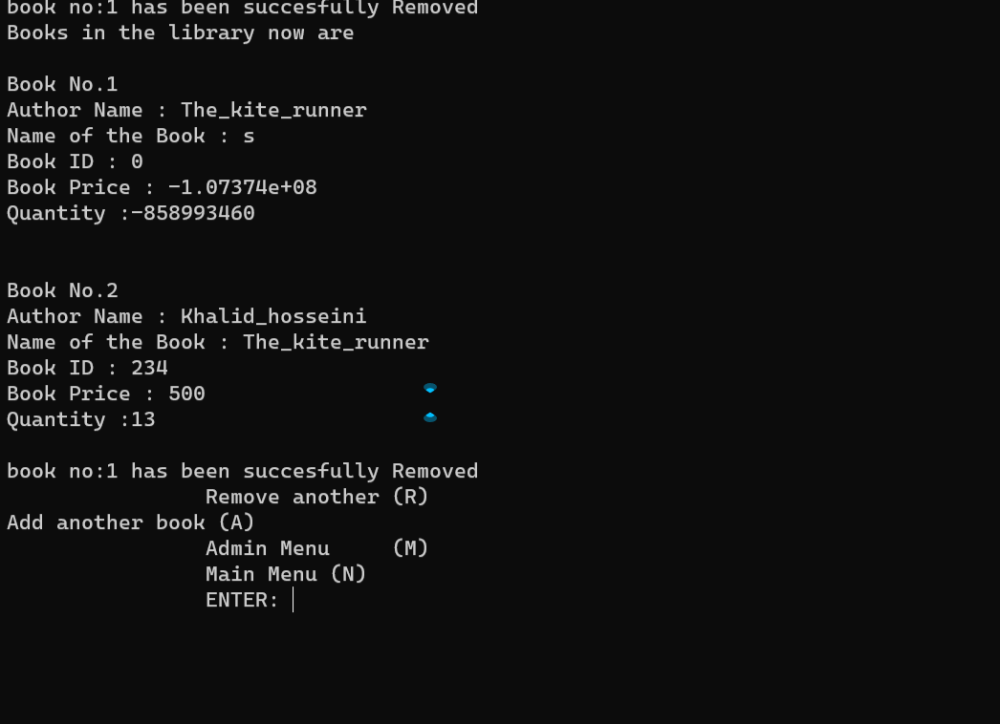 book no:1 has been succesfully Removed
Books in the library now are
Book No.1
Author Name : The_kite_runner
Name of the Book : s
Book ID : 0
Book Price : -1.07374e+08
Quantity :-858993460
Book No.2
Author Name : Khalid_hosseini
Name of the Book : The_kite_runner
Book ID : 234
Book Price : 500
Quantity :13
book no:1 has been succesfully Removed
Remove another (R)
Add another book (A)
Admin Menu (M)
Main Menu (N)
ENTER: